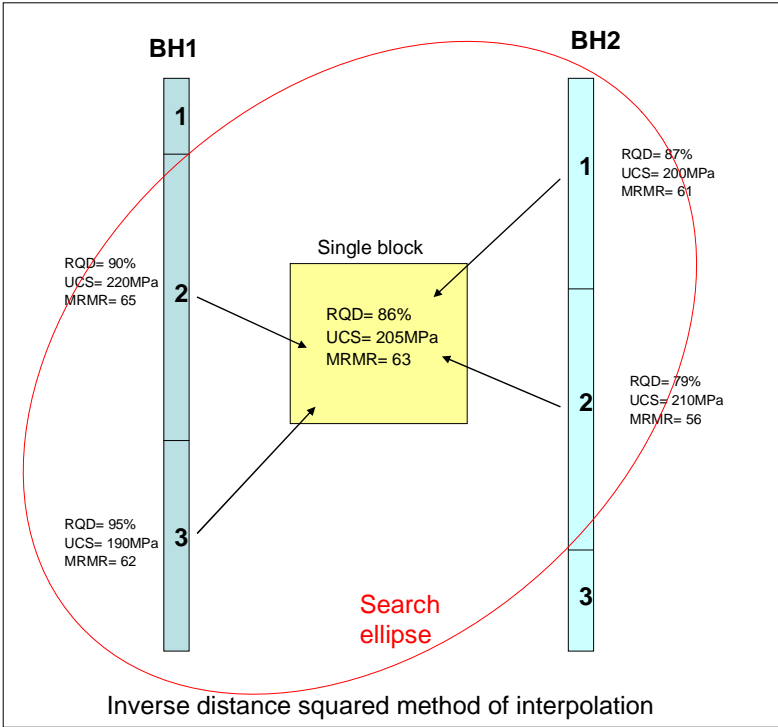 BH1
BH2
1
1
RQD= 87%
UCS= 200MPa
MRMR= 61
Single block
RQD= 90%
UCS= 220MPa
MRMR= 65
2
RQD= 86%
UCS= 205MPa
MRMR= 63
2
RQD= 79%
UCS= 210MPa
MRMR= 56
RQD= 95%
UCS= 190MPa
MRMR= 62
3
3
Search
ellipse
Inverse distance squared method of interpolation